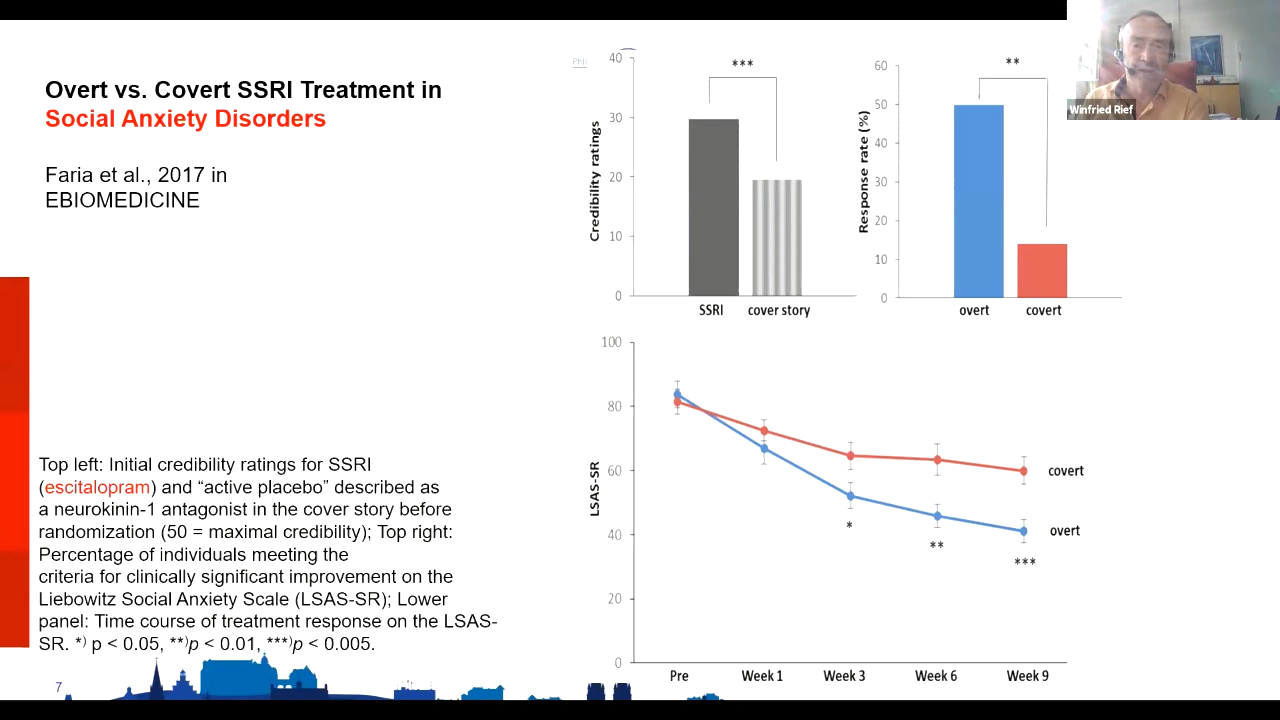 Overt vs. Covert SSRI Treatment in
Social Anxiety Disorders
Faria et al., 2017 in
EBIOMEDICINE
Top left: Initial credibility ratings for SSRI
(escitalopram) and “active placebo” described as
a neurokinin-1 antagonist in the cover story before
randomization (50 = maximal credibility); Top right:
Percentage of individuals meeting the
criteria for clinically significant improvement on the
Liebowitz Social Anxiety Scale (LSAS-SR); Lower
panel: Time course of treatment response on the LSAS-
SR. *) p < 0.05, **)p < 0.01, ***)p < 0.005.
7
Credibility ratings
40
30
20
10
0
***
SSRI
cover story
Response rate (%)
60
50
40
30
20
10
0
**
overt
covert
Winfried Rief
LSAS-SR
100
80
60
40
20
0
covert
overt
*
**
***
Pre
Week 1
Week 3
Week 6
Week 9